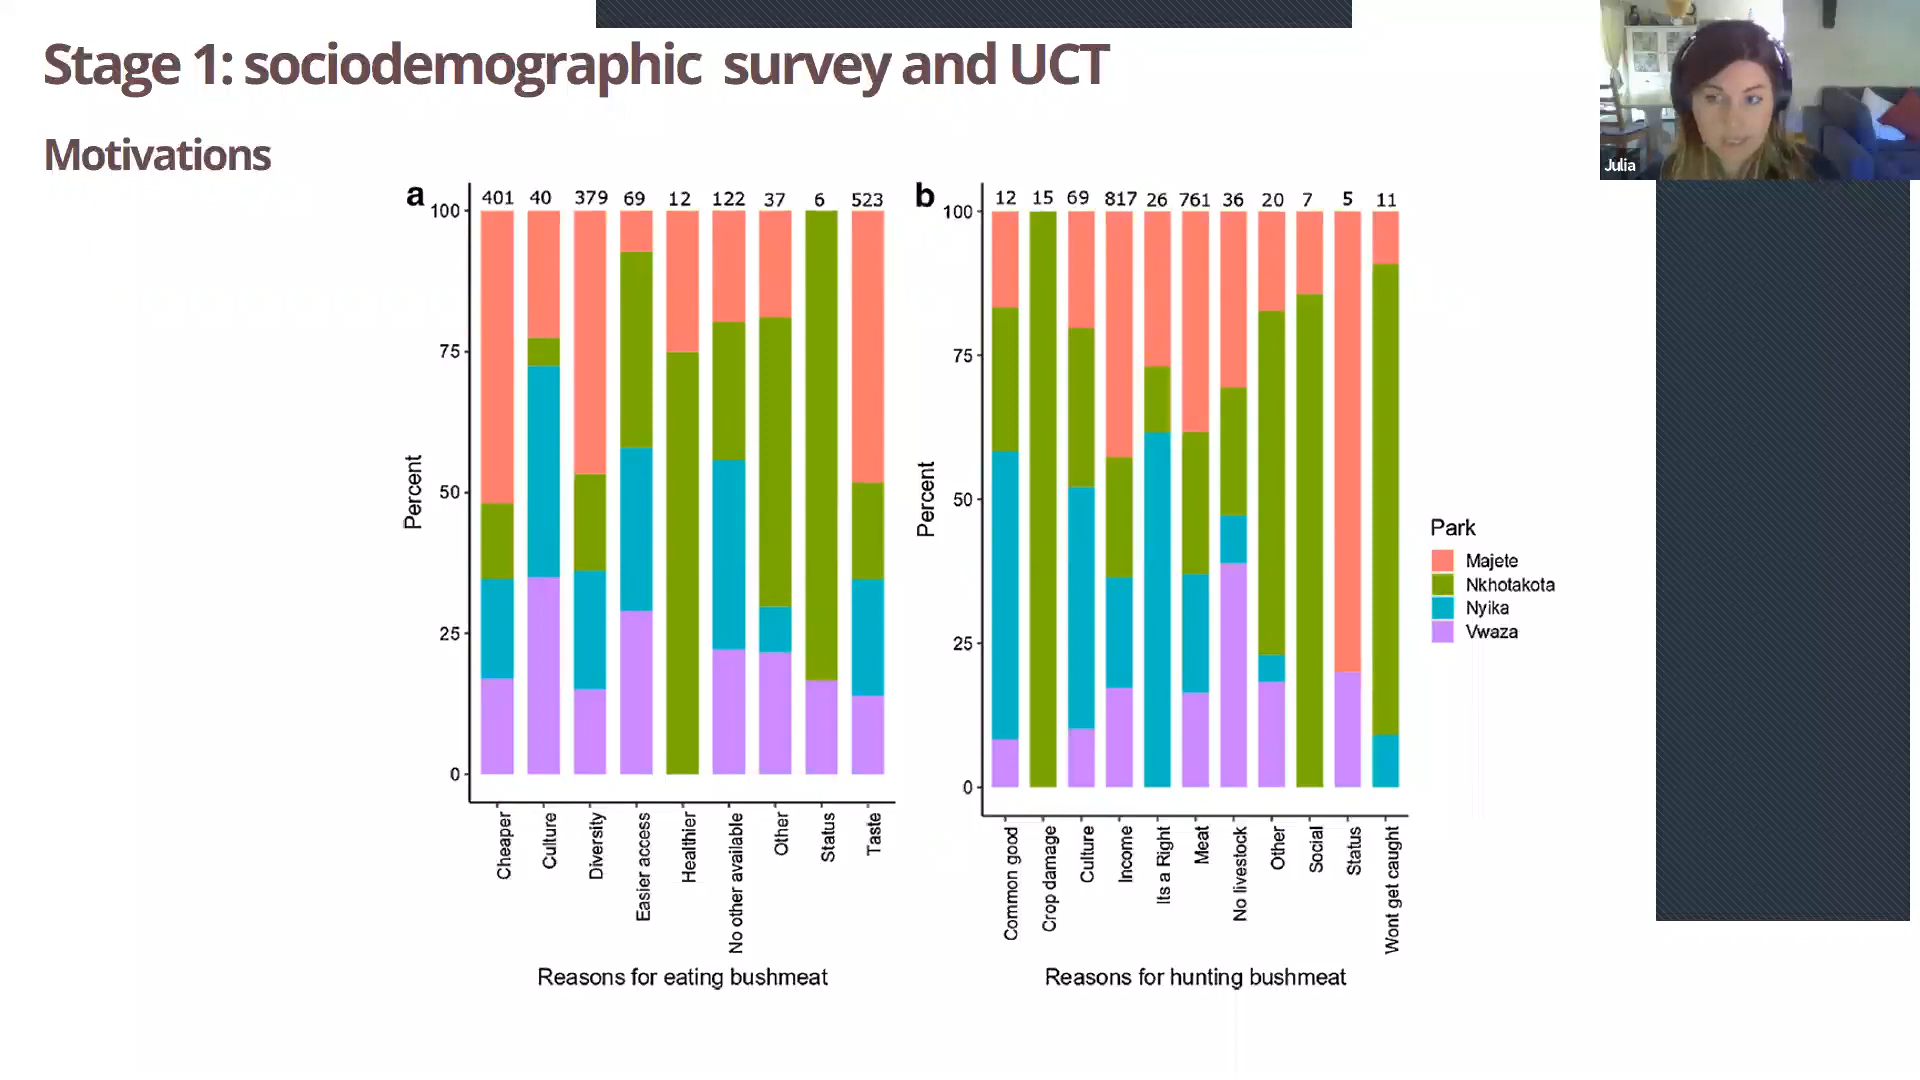 Stage 1: sociodemographic survey and UCT
Julia
Motivations
a
401 40 379 69 12 122 37 6 523
100
75
50
25
0
Percent
Cheaper
Culture
Diversity
Easier access
Healthier
No other available
Other
Status
Taste
Reasons for eating bushmeat
b
12 15 69 817 26 761 36 20 7 5 11
100
75
50
25
0
Percent
Common good
Crop damage
Culture
Income
Its a Right
Meat
No livestock
Other
Social
Status
Wont get caught
Reasons for hunting bushmeat
Park
Majete
Nkhotakota
Nyika
Vwaza